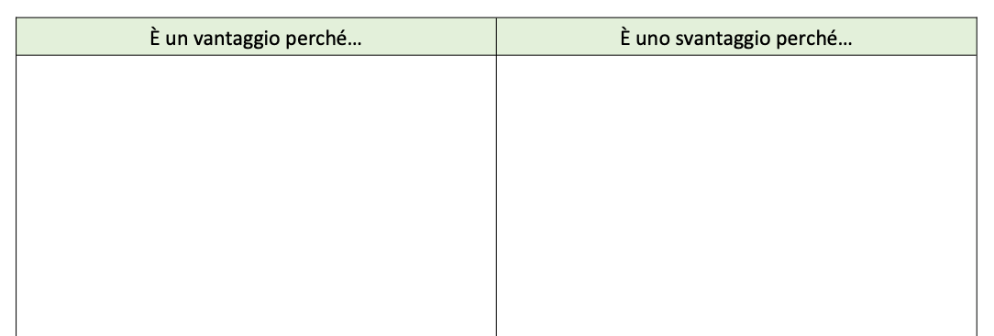 È un vantaggio perché...
È uno svantaggio perché...